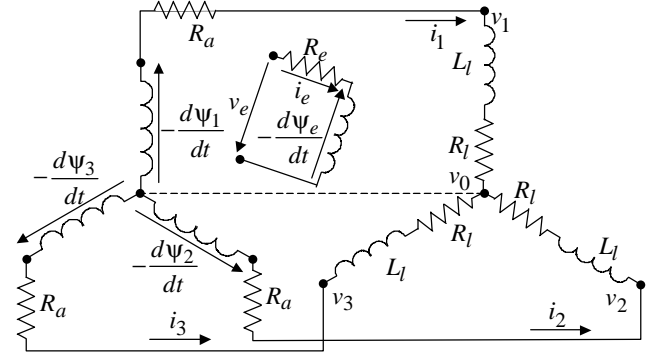 R_a
i_1
v_1
R_e
L_l
i_e
v_e
-dψ_1/dt
-dψ_e/dt
R_l
-dψ_3/dt
v_0
R_l
R_l
L_l
-dψ_2/dt
L_l
R_a
R_a
v_3
v_2
i_3
i_2